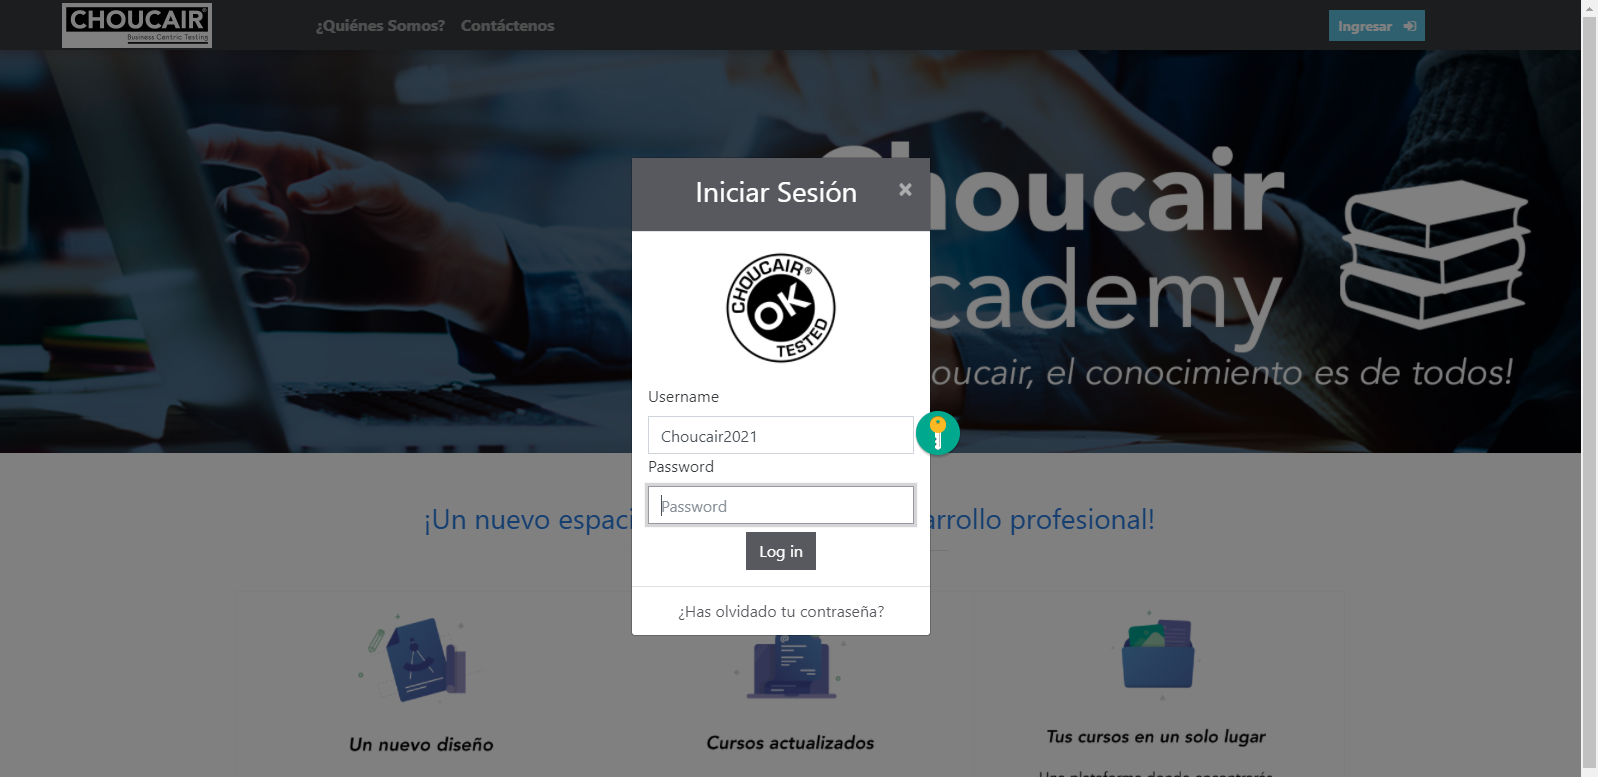 CHOUCAIR®
Business Centric Testing
¿Quiénes Somos?
Contáctenos
Ingresar
Iniciar Sesión
×
houcair
cademy
oucair, el conocimiento es de todos!
CHOUCAIR®
OK
TESTED
Username
Choucair2021
Password
Password
Log in
¿Has olvidado tu contraseña?
¡Un nuevo espaci
rrollo profesional!
Un nuevo diseño
Cursos actualizados
Tus cursos en un solo lugar